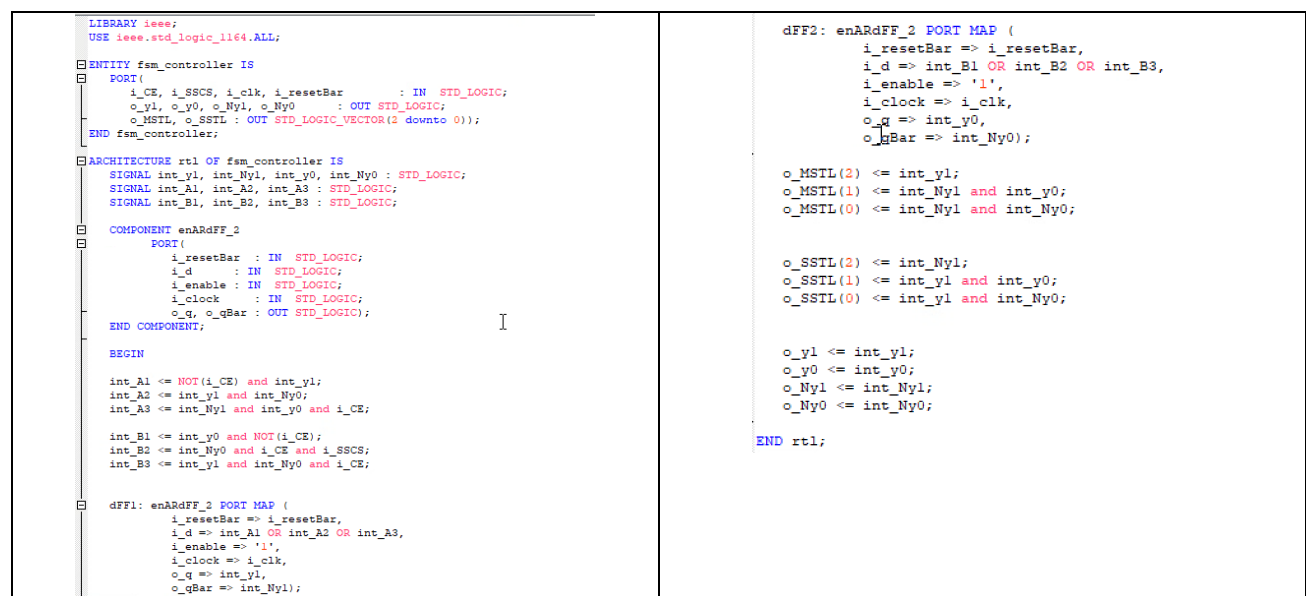 LIBRARY ieee;
USE ieee.std_logic_1164.ALL;
ENTITY fsm_controller IS
PORT(
i_CE, i_SSCS, i_clk, i_resetBar : IN STD_LOGIC;
o_y1, o_y0, o_Ny1, o_Ny0 : OUT STD_LOGIC;
o_MSTL, o_SSTL : OUT STD_LOGIC_VECTOR(2 downto 0));
END fsm_controller;
ARCHITECTURE rtl OF fsm_controller IS
SIGNAL int_y1, int_Ny1, int_y0, int_Ny0 : STD_LOGIC;
SIGNAL int_A1, int_A2, int_A3 : STD_LOGIC;
SIGNAL int_B1, int_B2, int_B3 : STD_LOGIC;
COMPONENT enARdFF_2
PORT(
i_resetBar : IN STD_LOGIC;
i_d : IN STD_LOGIC;
i_enable : IN STD_LOGIC;
i_clock : IN STD_LOGIC;
o_q, o_qBar : OUT STD_LOGIC);
END COMPONENT;
BEGIN
int_A1 <= NOT(i_CE) and int_y1;
int_A2 <= int_y1 and int_Ny0;
int_A3 <= int_Ny1 and int_y0 and i_CE;
int_B1 <= int_y0 and NOT(i_CE);
int_B2 <= int_Ny0 and i_CE and i_SSCS;
int_B3 <= int_y1 and int_Ny0 and i_CE;
dFF1: enARdFF_2 PORT MAP (
i_resetBar => i_resetBar,
i_d => int_A1 OR int_A2 OR int_A3,
i_enable => '1',
i_clock => i_clk,
o_q => int_y1,
o_qBar => int_Ny1);
dFF2: enARdFF_2 PORT MAP (
i_resetBar => i_resetBar,
i_d => int_B1 OR int_B2 OR int_B3,
i_enable => '1',
i_clock => i_clk,
o_q => int_y0,
o_qBar => int_Ny0);
o_MSTL(2) <= int_y1;
o_MSTL(1) <= int_Ny1 and int_y0;
o_MSTL(0) <= int_Ny1 and int_Ny0;
o_SSTL(2) <= int_Ny1;
o_SSTL(1) <= int_y1 and int_y0;
o_SSTL(0) <= int_y1 and int_Ny0;
o_y1 <= int_y1;
o_y0 <= int_y0;
o_Ny1 <= int_Ny1;
o_Ny0 <= int_Ny0;
END rtl;